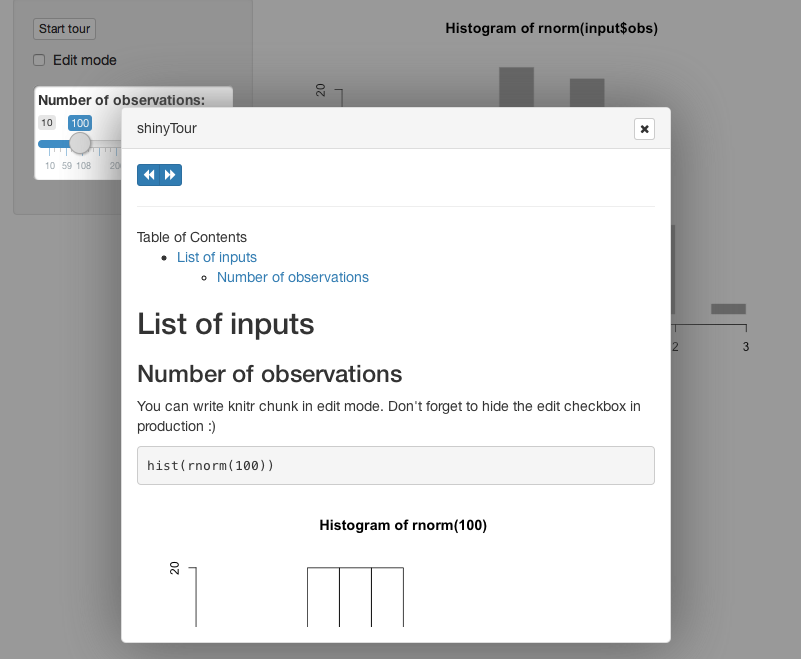 Start tour
Edit mode
Number of observations:
10
100
10 59 108 20
Histogram of rnorm(input$obs)
20
2 3
shinyTour
Table of Contents
List of inputs
Number of observations
List of inputs
Number of observations
You can write knitr chunk in edit mode. Don't forget to hide the edit checkbox in
production :)
hist(rnorm(100))
Histogram of rnorm(100)
20